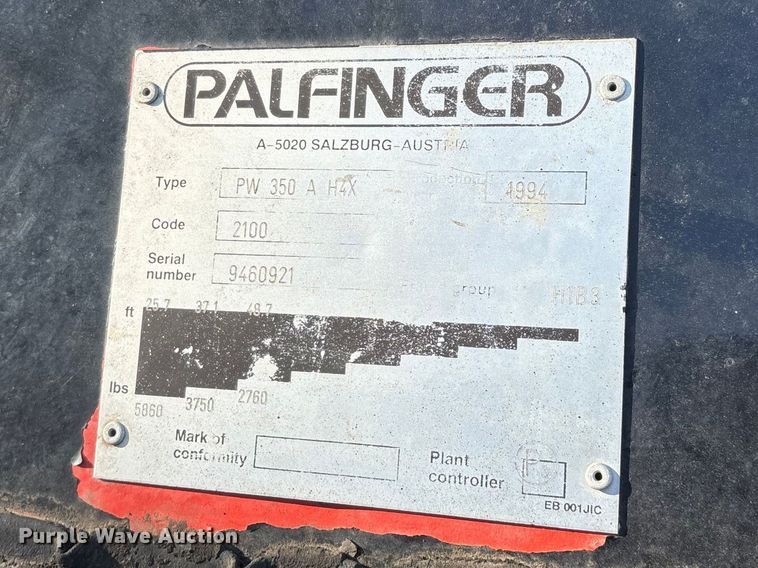 PALFINGER
A-5020 SALZBURG-AUSTRIA
Type PW 350 A H4X 1994
Code 2100
Serial number 9460921 group H1B3
ft 25.7 37.1 48.7
lbs 5860 3750 2760
Mark of conformity
Plant controller
EB 001JIC
Purple Wave Auction